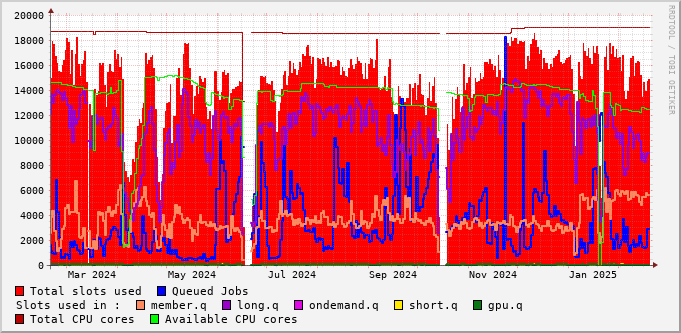 20000
18000
16000
14000
12000
10000
8000
6000
4000
2000
0
Mar 2024 May 2024 Jul 2024 Sep 2024 Nov 2024 Jan 2025
RRDTOOL / TOBI OETIKER
Total slots used Queued Jobs
Slots used in : member.q long.q ondemand.q short.q gpu.q
Total CPU cores Available CPU cores